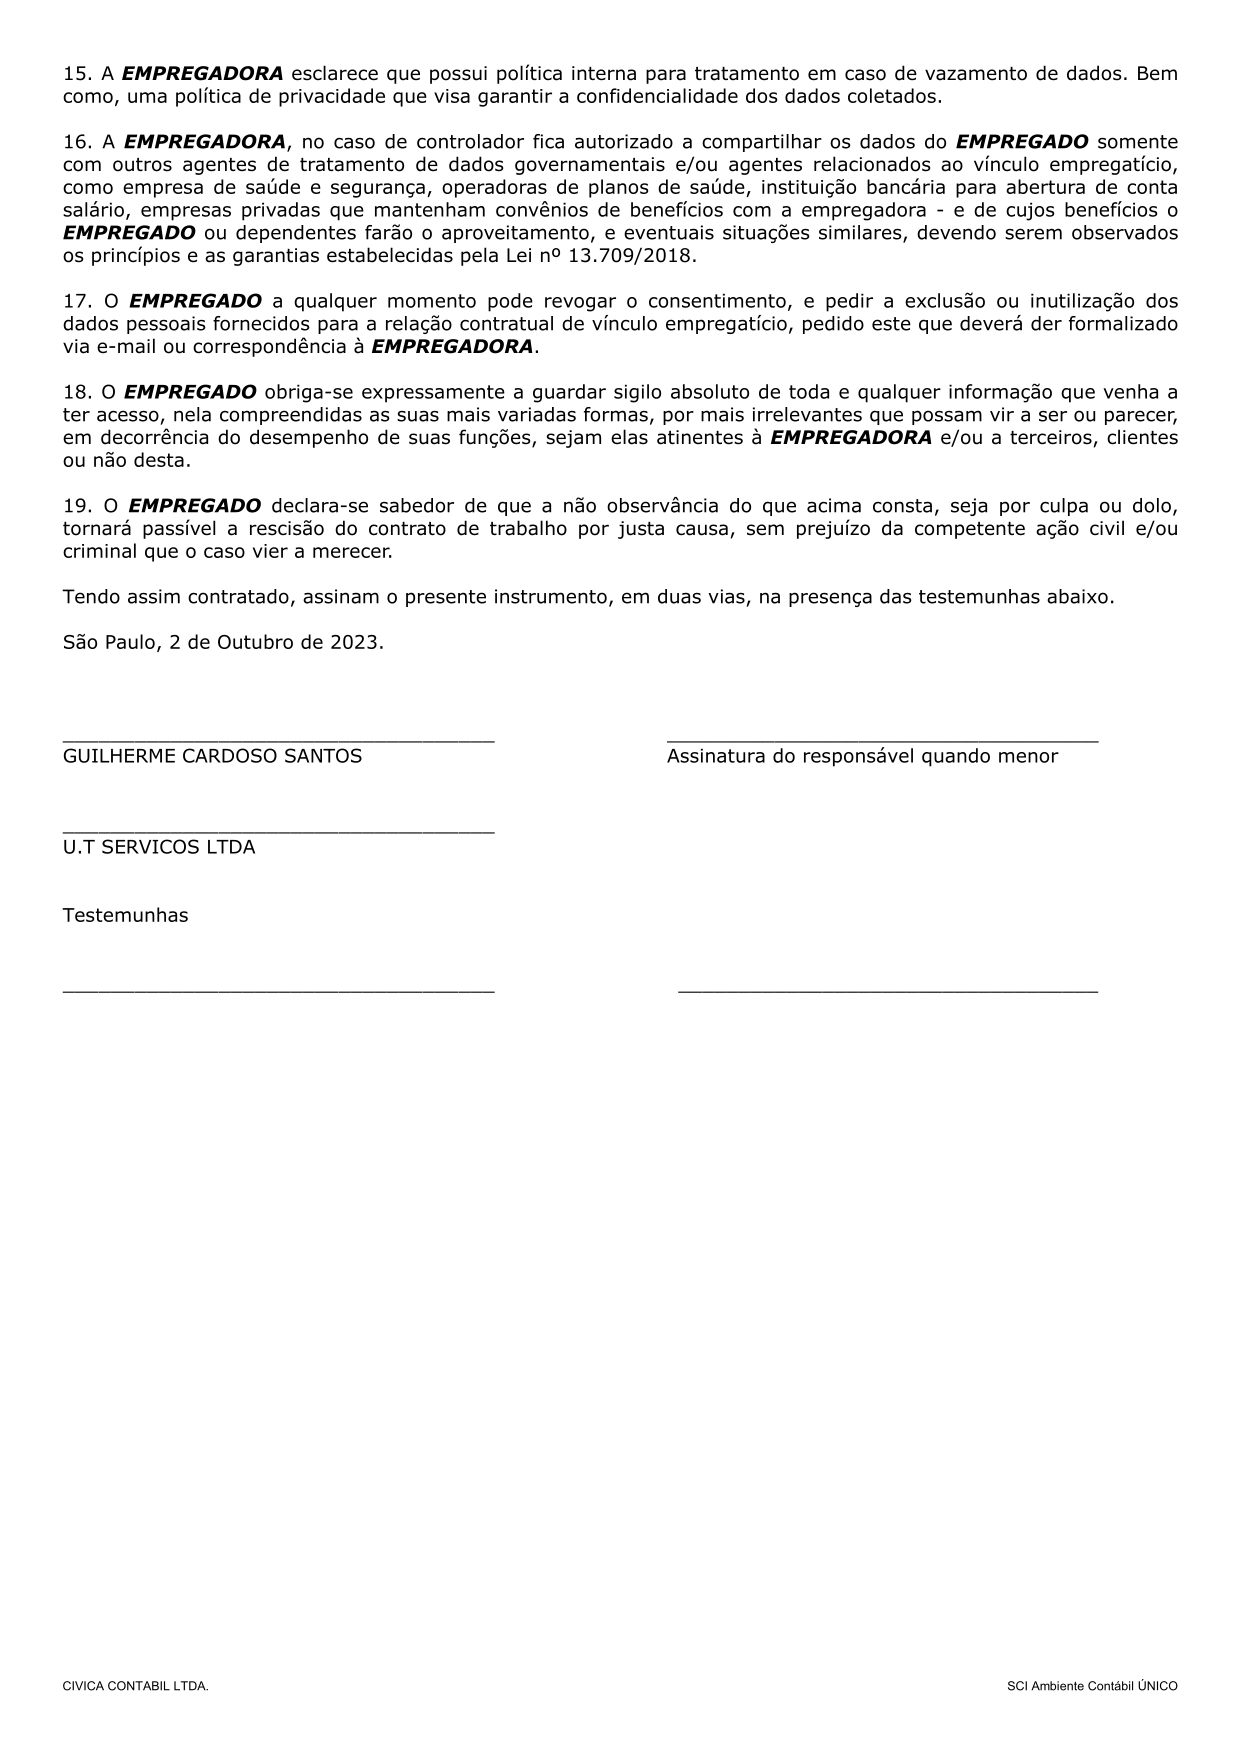 15. A EMPREGADORA esclarece que possui política interna para tratamento em caso de vazamento de dados. Bem
como, uma política de privacidade que visa garantir a confidencialidade dos dados coletados.
16. A EMPREGADORA, no caso de controlador fica autorizado a compartilhar os dados do EMPREGADO somente
com outros agentes de tratamento de dados governamentais e/ou agentes relacionados ao vínculo empregatício,
como empresa de saúde e segurança, operadoras de planos de saúde, instituição bancária para abertura de conta
salário, empresas privadas que mantenham convênios de benefícios com a empregadora - e de cujos benefícios o
EMPREGADO ou dependentes farão o aproveitamento, e eventuais situações similares, devendo serem observados
os princípios e as garantias estabelecidas pela Lei nº 13.709/2018.
17. O EMPREGADO a qualquer momento pode revogar o consentimento, e pedir a exclusão ou inutilização dos
dados pessoais fornecidos para a relação contratual de vínculo empregatício, pedido este que deverá der formalizado
via e-mail ou correspondência à EMPREGADORA.
18. O EMPREGADO obriga-se expressamente a guardar sigilo absoluto de toda e qualquer informação que venha a
ter acesso, nela compreendidas as suas mais variadas formas, por mais irrelevantes que possam vir a ser ou parecer,
em decorrência do desempenho de suas funções, sejam elas atinentes à EMPREGADORA e/ou a terceiros, clientes
ou não desta.
19. O EMPREGADO declara-se sabedor de que a não observância do que acima consta, seja por culpa ou dolo,
tornará passível a rescisão do contrato de trabalho por justa causa, sem prejuízo da competente ação civil e/ou
criminal que o caso vier a merecer.
Tendo assim contratado, assinam o presente instrumento, em duas vias, na presença das testemunhas abaixo.
São Paulo, 2 de Outubro de 2023.
GUILHERME CARDOSO SANTOS
Assinatura do responsável quando menor
U.T SERVICOS LTDA
Testemunhas
CIVICA CONTABIL LTDA.
SCI Ambiente Contábil ÚNICO